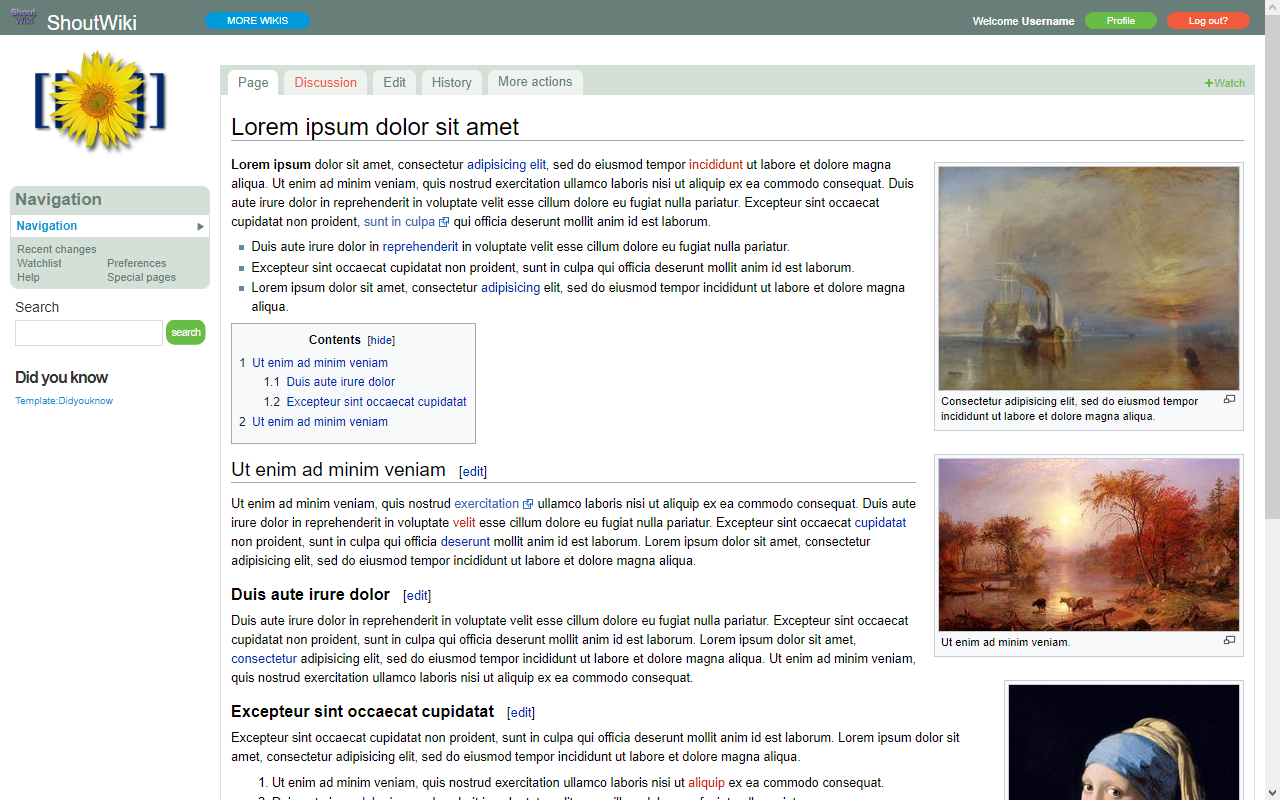 Shout Wiki
ShoutWiki
MORE WIKIS
Welcome Username
Profile
Log out?
Page
Discussion
Edit
History
More actions
+Watch
Navigation
Navigation
Recent changes
Watchlist
Preferences
Help
Special pages
Search
search
Did you know
Template:Didyouknow
Lorem ipsum dolor sit amet
Lorem ipsum dolor sit amet, consectetur adipisicing elit, sed do eiusmod tempor incididunt ut labore et dolore magna
aliqua. Ut enim ad minim veniam, quis nostrud exercitation ullamco laboris nisi ut aliquip ex ea commodo consequat. Duis
aute irure dolor in reprehenderit in voluptate velit esse cillum dolore eu fugiat nulla pariatur. Excepteur sint occaecat
cupidatat non proident, sunt in culpa qui officia deserunt mollit anim id est laborum.
Duis aute irure dolor in reprehenderit in voluptate velit esse cillum dolore eu fugiat nulla pariatur.
Excepteur sint occaecat cupidatat non proident, sunt in culpa qui officia deserunt mollit anim id est laborum.
Lorem ipsum dolor sit amet, consectetur adipisicing elit, sed do eiusmod tempor incididunt ut labore et dolore magna
aliqua.
Consectetur adipisicing elit, sed do eiusmod tempor
incididunt ut labore et dolore magna aliqua.
Contents [hide]
1 Ut enim ad minim veniam
1.1 Duis aute irure dolor
1.2 Excepteur sint occaecat cupidatat
2 Ut enim ad minim veniam
Ut enim ad minim veniam [edit]
Ut enim ad minim veniam, quis nostrud exercitation ullamco laboris nisi ut aliquip ex ea commodo consequat. Duis aute
irure dolor in reprehenderit in voluptate velit esse cillum dolore eu fugiat nulla pariatur. Excepteur sint occaecat cupidatat
non proident, sunt in culpa qui officia deserunt mollit anim id est laborum. Lorem ipsum dolor sit amet, consectetur
adipisicing elit, sed do eiusmod tempor incididunt ut labore et dolore magna aliqua.
Ut enim ad minim veniam.
Duis aute irure dolor [edit]
Duis aute irure dolor in reprehenderit in voluptate velit esse cillum dolore eu fugiat nulla pariatur. Excepteur sint occaecat
cupidatat non proident, sunt in culpa qui officia deserunt mollit anim id est laborum. Lorem ipsum dolor sit amet,
consectetur adipisicing elit, sed do eiusmod tempor incididunt ut labore et dolore magna aliqua. Ut enim ad minim veniam,
quis nostrud exercitation ullamco laboris nisi ut aliquip ex ea commodo consequat.
Excepteur sint occaecat cupidatat [edit]
Excepteur sint occaecat cupidatat non proident, sunt in culpa qui officia deserunt mollit anim id est laborum. Lorem ipsum dolor sit
amet, consectetur adipisicing elit, sed do eiusmod tempor incididunt ut labore et dolore magna aliqua.
1. Ut enim ad minim veniam, quis nostrud exercitation ullamco laboris nisi ut aliquip ex ea commodo consequat.